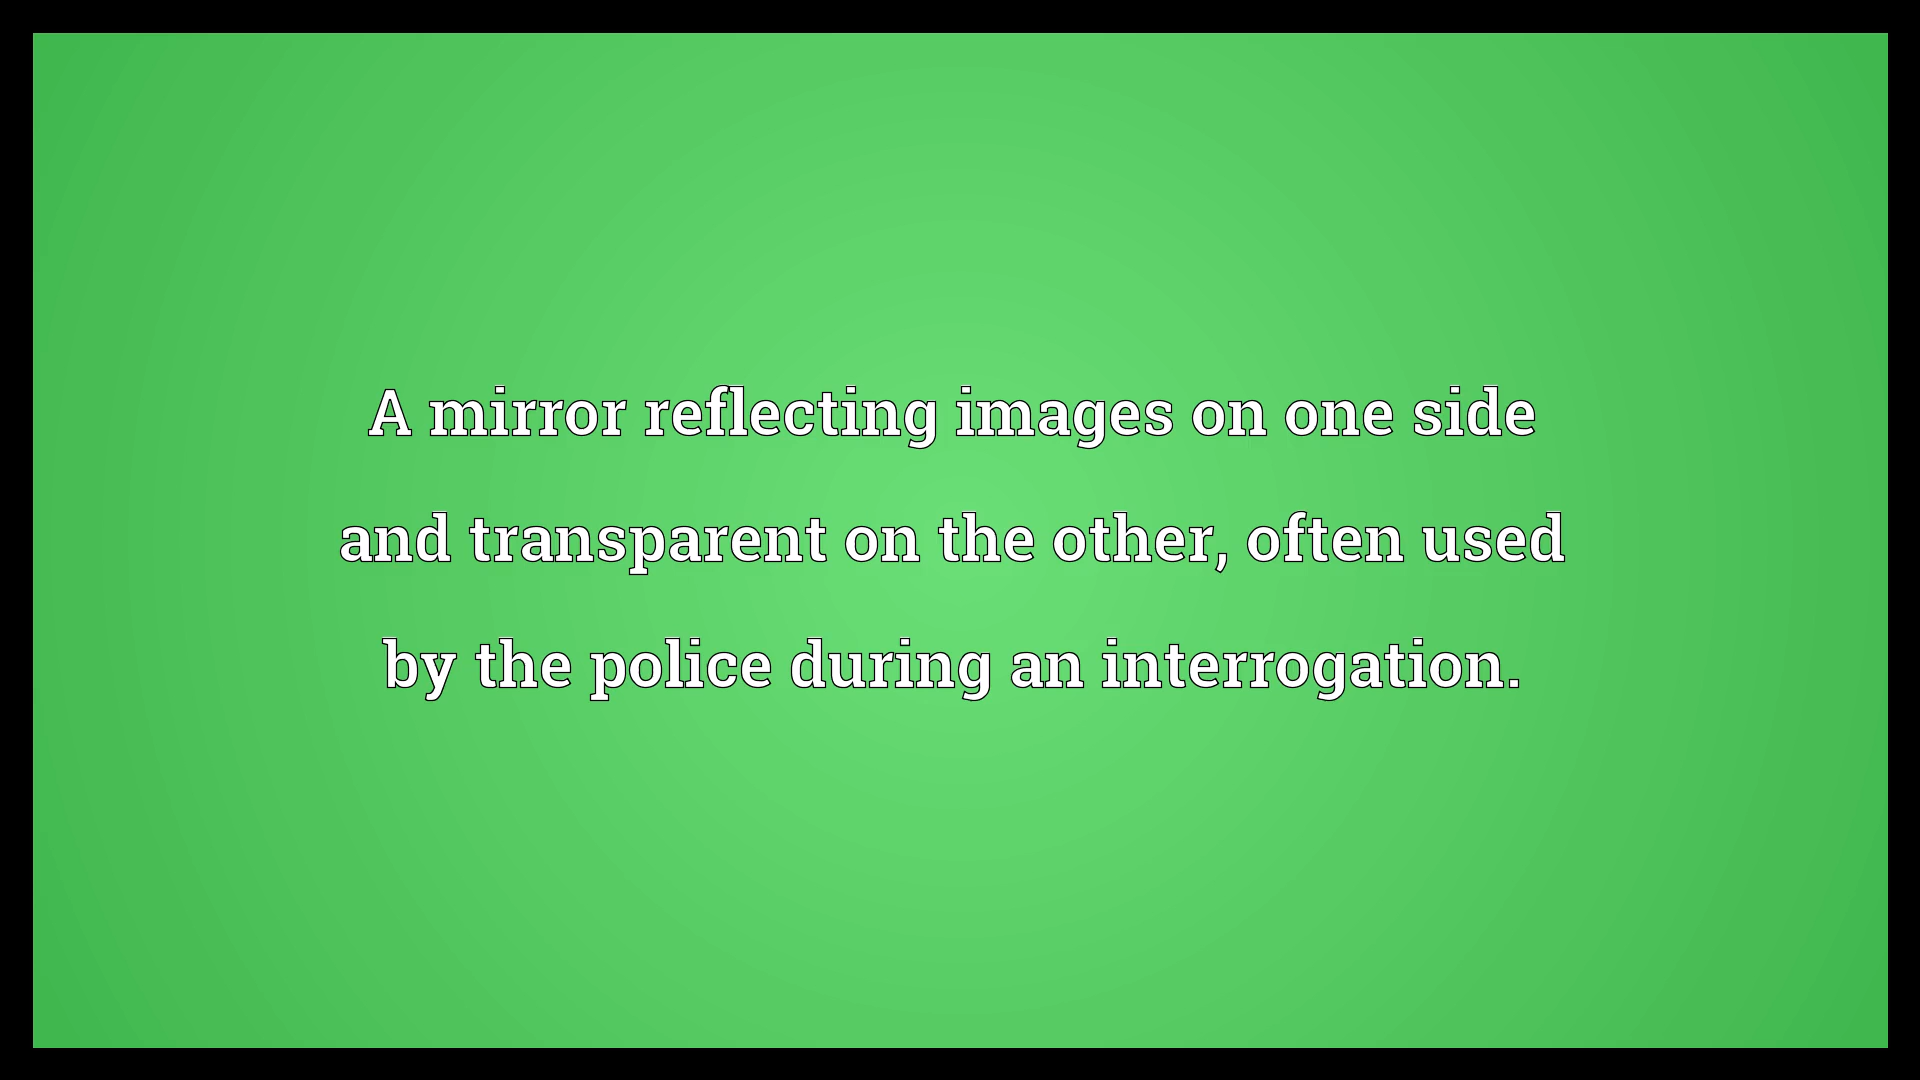 A mirror reflecting images on one side
and transparent on the other, often used
by the police during an interrogation.